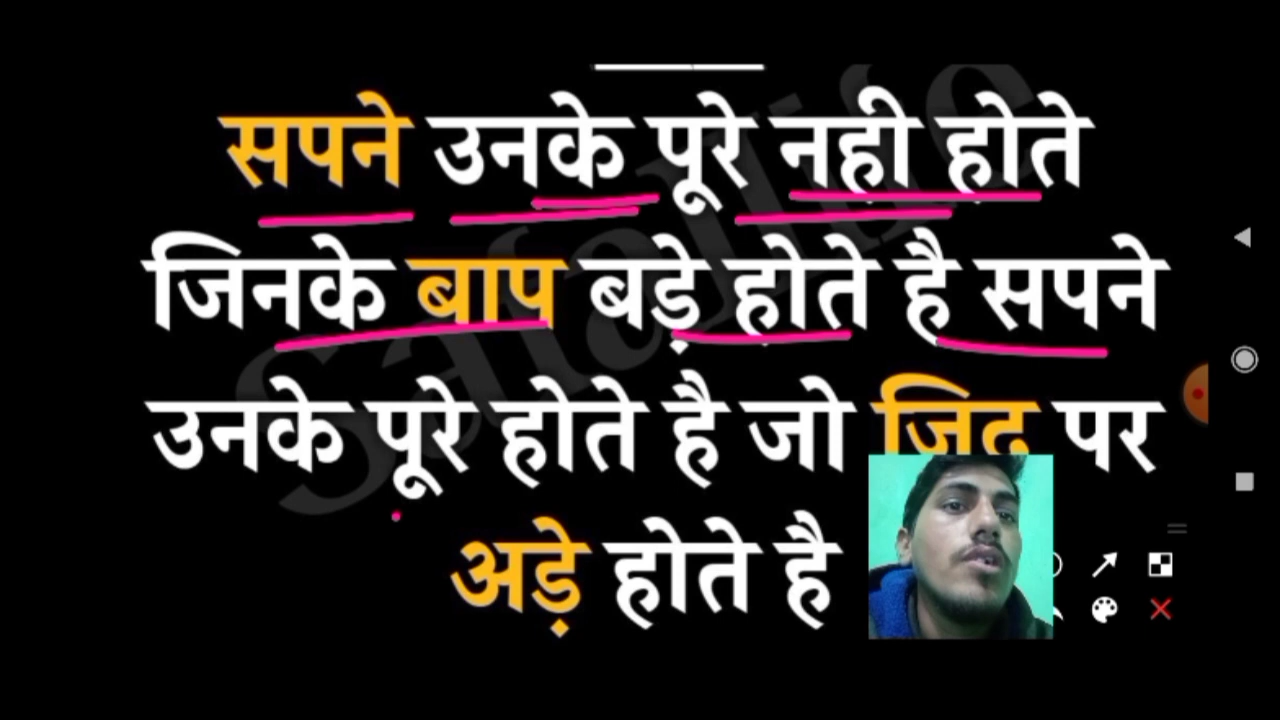 सपने उनके पूरे नही होते
जिनके बाप बड़े होते है सपने
उनके पूरे होते है जो जिद पर
अड़े होते है